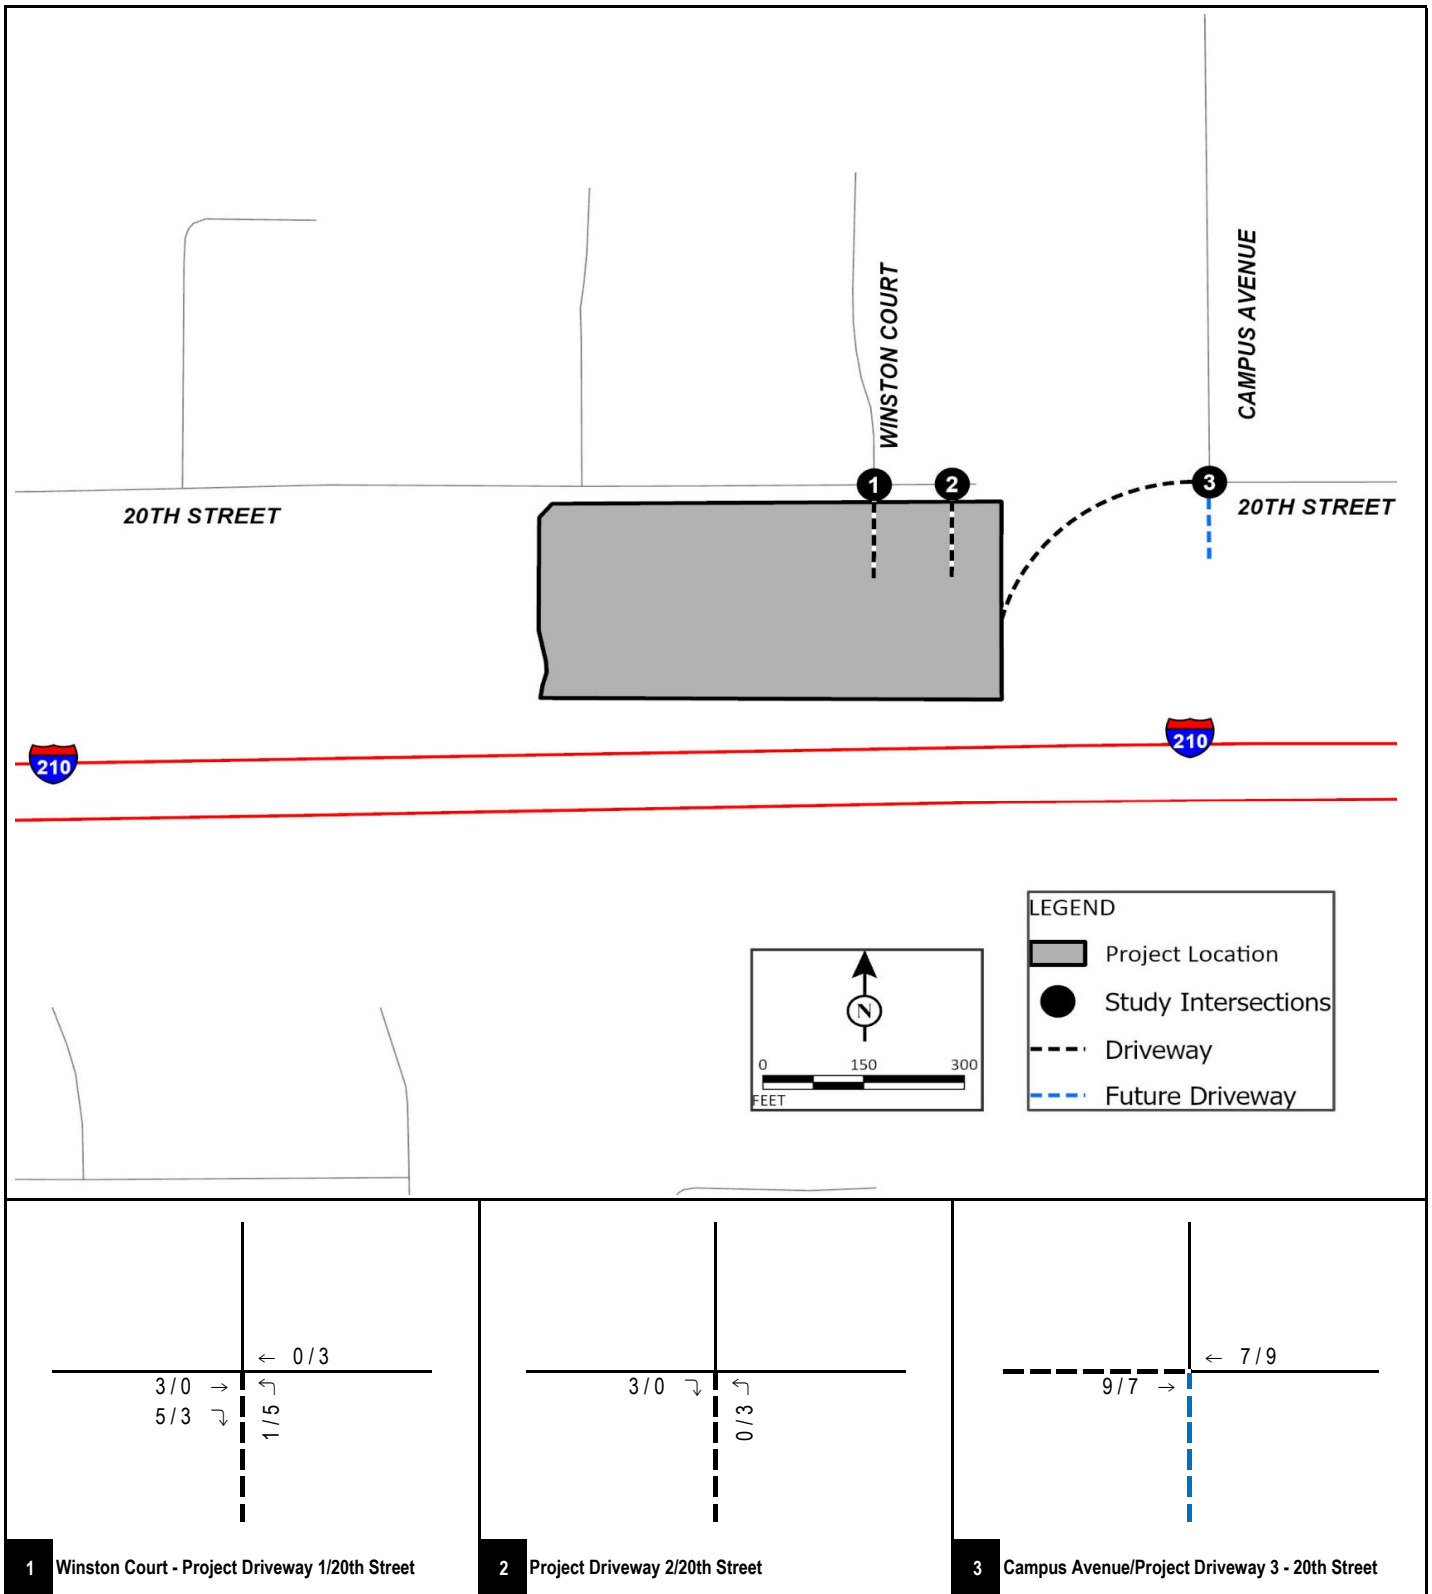 CAMPUS AVENUE
WINSTON COURT
1
2
3
20TH STREET
20TH STREET
210
210
LEGEND
Project Location
Study Intersections
Driveway
Future Driveway
N
0 150 300
FEET
← 0 / 3
3 / 0 →
5 / 3
1 / 5
3 / 0
0 / 3
← 7 / 9
9 / 7 →
1 Winston Court - Project Driveway 1/20th Street
2 Project Driveway 2/20th Street
3 Campus Avenue/Project Driveway 3 - 20th Street